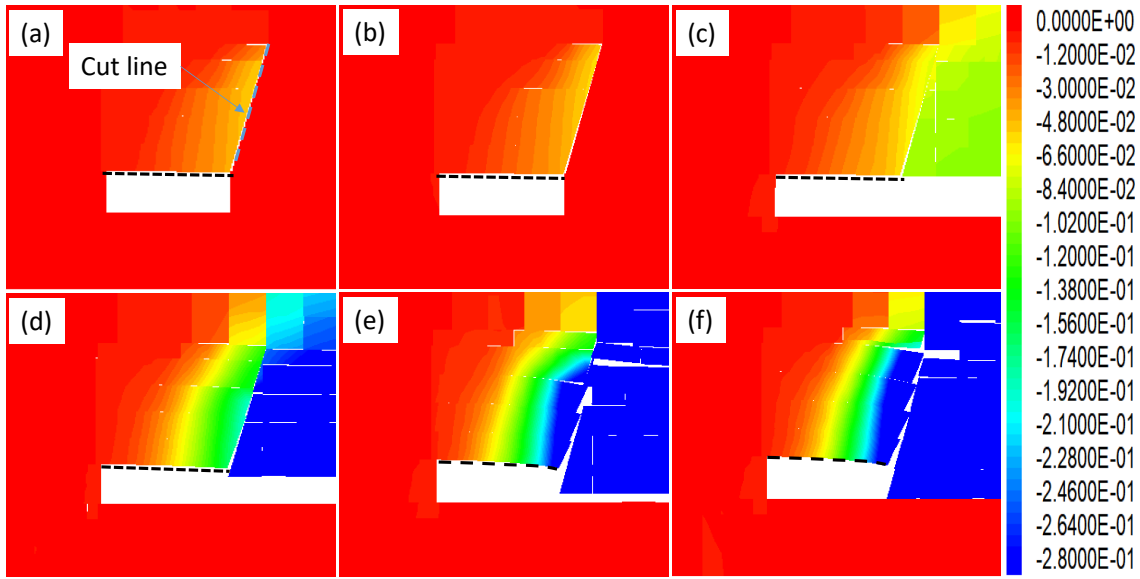 (a)
Cut line
(b)
(c)
(d)
(e)
(f)
0.0000E+00
-1.2000E-02
-3.0000E-02
-4.8000E-02
-6.6000E-02
-8.4000E-02
-1.0200E-01
-1.2000E-01
-1.3800E-01
-1.5600E-01
-1.7400E-01
-1.9200E-01
-2.1000E-01
-2.2800E-01
-2.4600E-01
-2.6400E-01
-2.8000E-01